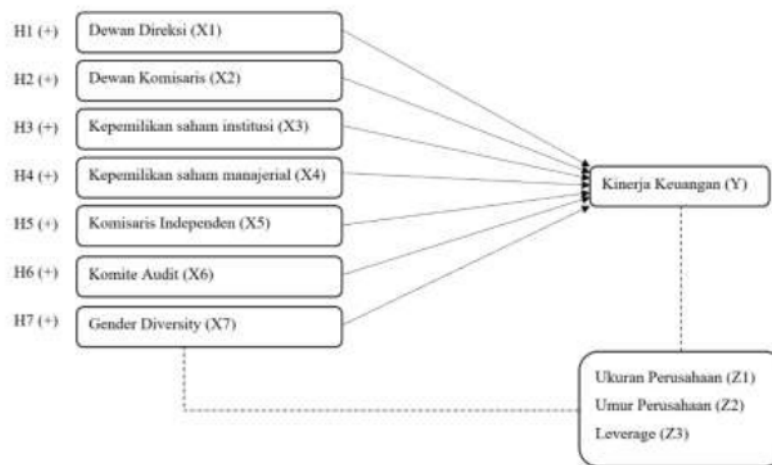 H1 (+) Dewan Direksi (X1)
H2 (+) Dewan Komisaris (X2)
H3 (+) Kepemilikan saham institusi (X3)
H4 (+) Kepemilikan saham manajerial (X4)
Kinerja Keuangan (Y)
H5 (+) Komisaris Independen (X5)
H6 (+) Komite Audit (X6)
H7 (+) Gender Diversity (X7)
Ukuran Perusahaan (Z1)
Umur Perusahaan (Z2)
Leverage (Z3)